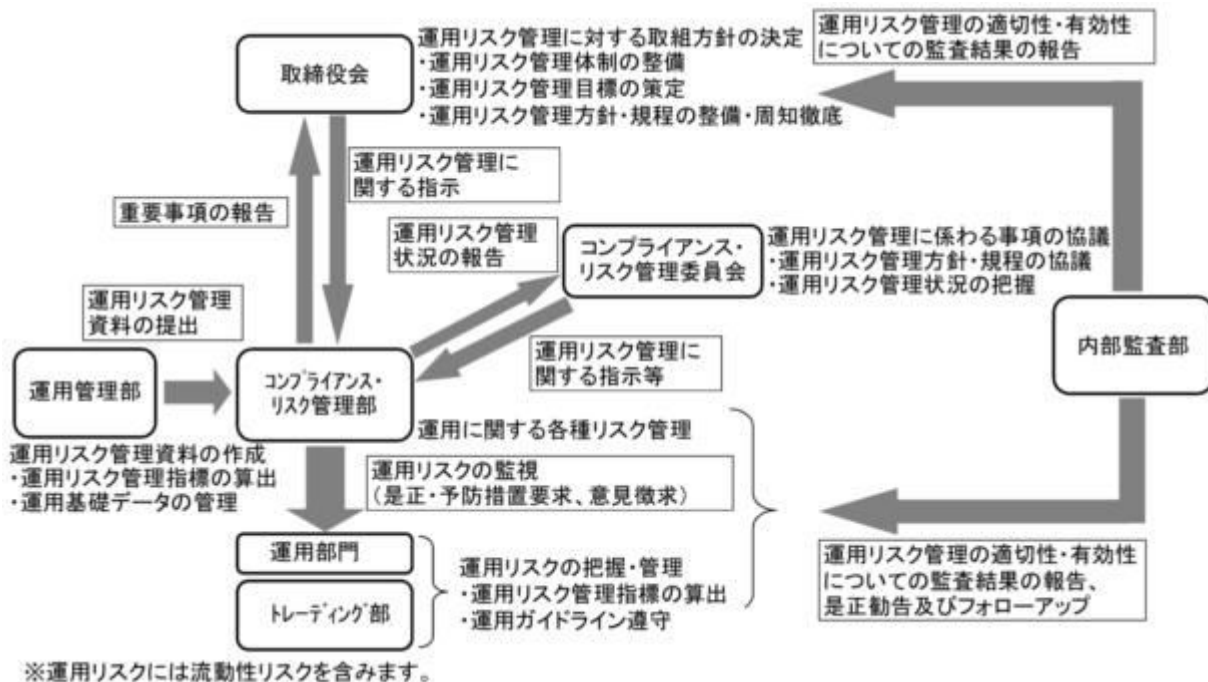 取締役会
運用リスク管理に対する取組方針の決定
・運用リスク管理体制の整備
・運用リスク管理目標の策定
・運用リスク管理方針・規程の整備・周知徹底
運用リスク管理の適切性・有効性
についての監査結果の報告
重要事項の報告
運用リスク管理に
関する指示
運用リスク管理
状況の報告
コンプライアンス・
リスク管理委員会
運用リスク管理に係わる事項の協議
・運用リスク管理方針・規程の協議
・運用リスク管理状況の把握
運用リスク管理
資料の提出
運用リスク管理に
関する指示等
内部監査部
運用管理部
コンプライアンス・
リスク管理部
運用リスク管理資料の作成
・運用リスク管理指標の算出
・運用基礎データの管理
運用に関する各種リスク管理
運用リスクの監視
（是正・予防措置要求、意見徴求）
運用部門
トレーディング部
運用リスクの把握・管理
・運用リスク管理指標の算出
・運用ガイドライン遵守
運用リスク管理の適切性・有効性
についての監査結果の報告、
是正勧告及びフォローアップ
※運用リスクには流動性リスクを含みます。